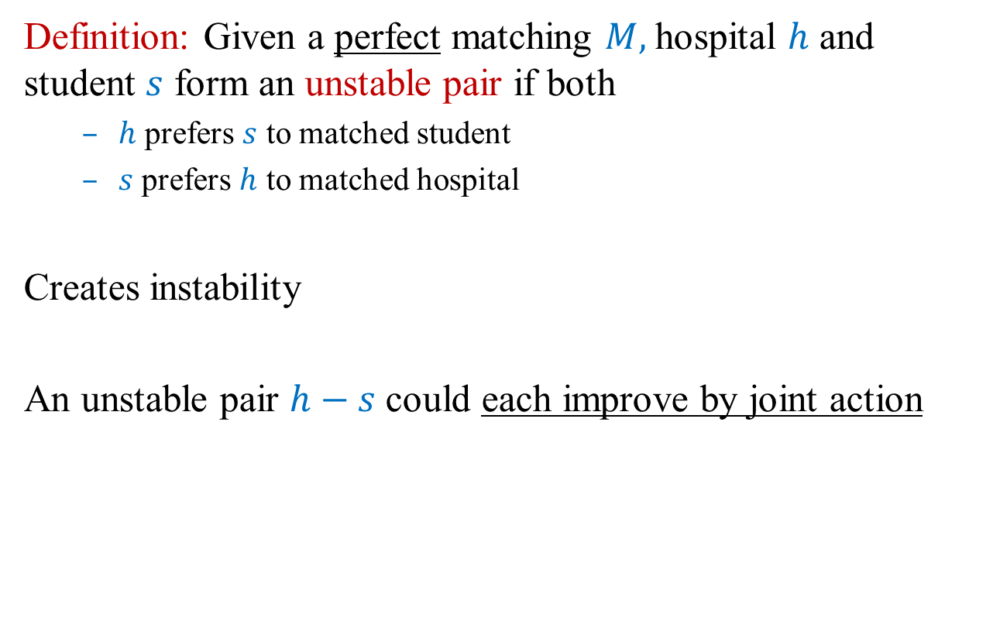 Definition: Given a perfect matching M, hospital h and
student s form an unstable pair if both
– h prefers s to matched student
– s prefers h to matched hospital
Creates instability
An unstable pair h − s could each improve by joint action